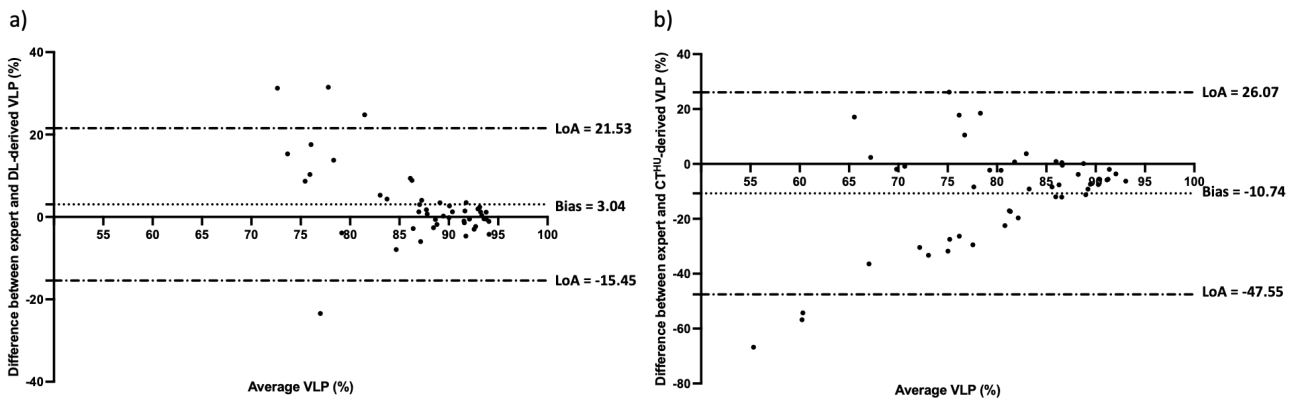 a)
Difference between expert and DL-derived VLP (%)
40
20
0
-20
-40
55 60 65 70 75 80 85 90 95 100
LoA = 21.53
Bias = 3.04
LoA = -15.45
Average VLP (%)
b)
Difference between expert and CTᴴᵁ-derived VLP (%)
40
20
0
-20
-40
-60
-80
55 60 65 70 75 80 85 90 95 100
LoA = 26.07
Bias = -10.74
LoA = -47.55
Average VLP (%)